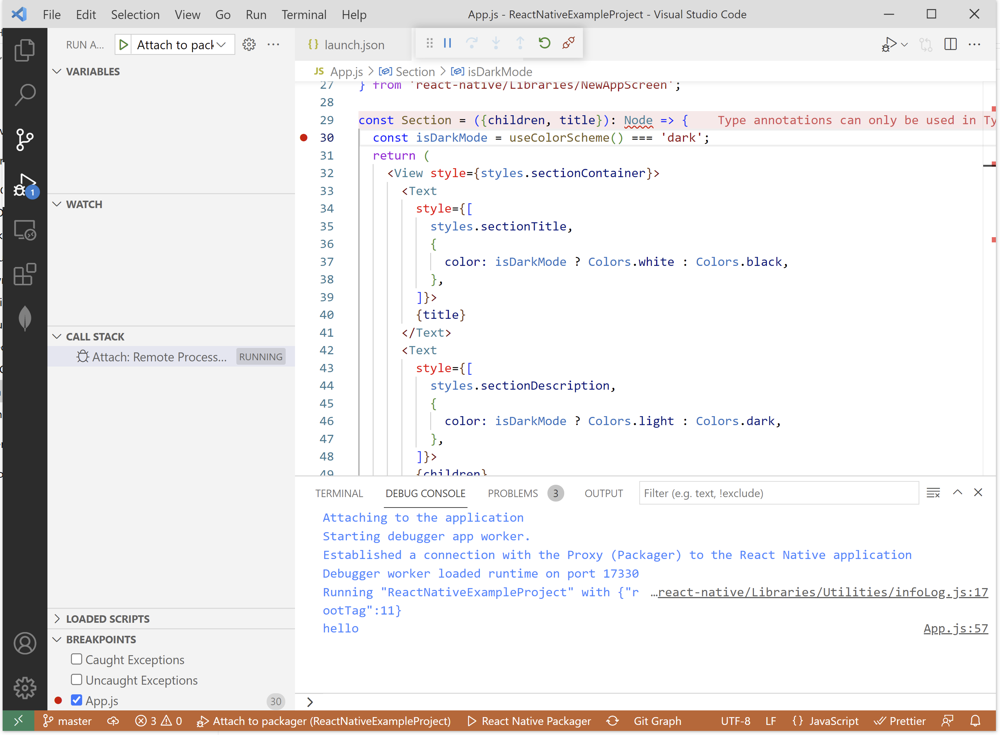 File Edit Selection View Go Run Terminal Help App.js - ReactNativeExampleProject - Visual Studio Code
RUN A... Attach to pack
{} launch.json
JS App.js > Section > isDarkMode
VARIABLES
WATCH
CALL STACK
Attach: Remote Process... RUNNING
LOADED SCRIPTS
BREAKPOINTS
Caught Exceptions
Uncaught Exceptions
App.js 30
1
27 } from 'react-native/Libraries/NewAppScreen';
28
29 const Section = ({children, title}): Node => { Type annotations can only be used in Ty
30 const isDarkMode = useColorScheme() === 'dark';
31 return (
32 <View style={styles.sectionContainer}>
33 <Text
34 style={[
35 styles.sectionTitle,
36 {
37 color: isDarkMode ? Colors.white : Colors.black,
38 },
39 ]}>
40 {title}
41 </Text>
42 <Text
43 style={[
44 styles.sectionDescription,
45 {
46 color: isDarkMode ? Colors.light : Colors.dark,
47 },
48 ]}>
49 {children}
TERMINAL DEBUG CONSOLE PROBLEMS 3 OUTPUT Filter (e.g. text, !exclude)
Attaching to the application
Starting debugger app worker.
Established a connection with the Proxy (Packager) to the React Native application
Debugger worker loaded runtime on port 17330
Running "ReactNativeExampleProject" with {"r …react-native/Libraries/Utilities/infoLog.js:17
ootTag":11}
hello App.js:57
>
master 3 0 Attach to packager (ReactNativeExampleProject) React Native Packager Git Graph UTF-8 LF {} JavaScript Prettier